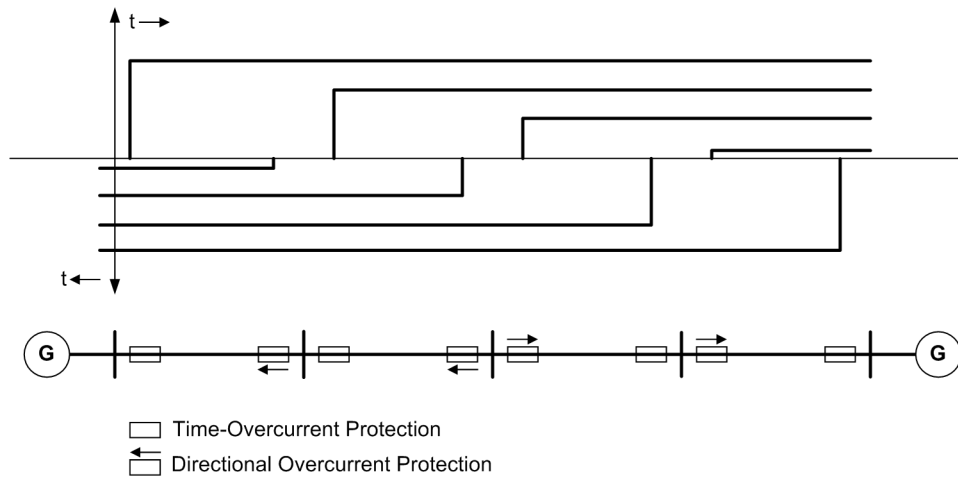 t
t
G
G
Time-Overcurrent Protection
Directional Overcurrent Protection